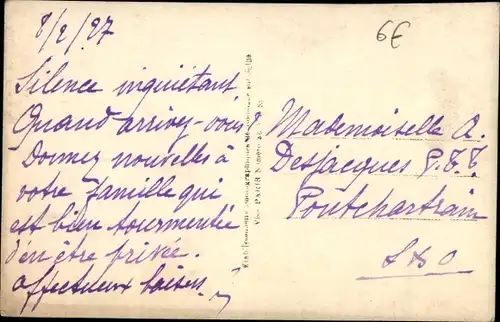 8/2/27
6€
Silence inquiétant
Quand arrivez-vous?
Donnez nouvelles à
votre famille qui
est bien tourmentée
d'en être privée.
Affectueux baisers
Mademoiselle A.
Desjacques P.T.T.
Pontchartrain
S & O